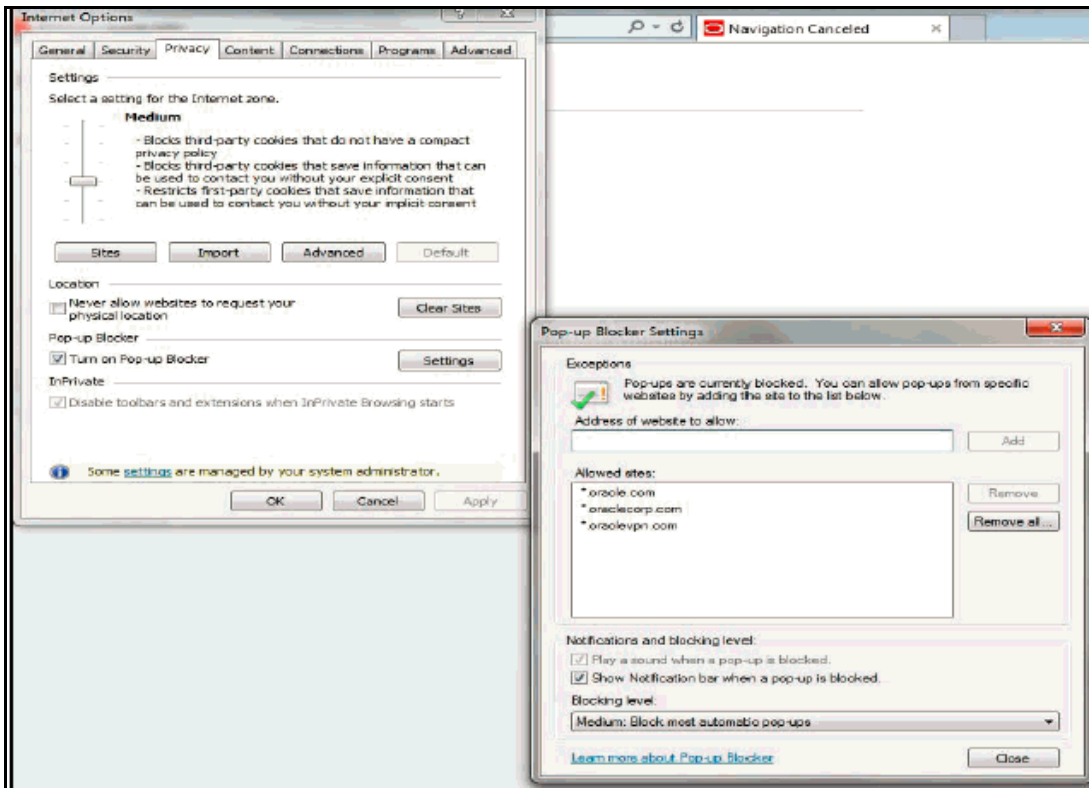 Internet Options
Navigation Canceled
General Security Privacy Content Connections Programs Advanced
Settings
Select a setting for the Internet zone.
Medium
- Blocks third-party cookies that do not have a compact
privacy policy
- Blocks third-party cookies that save information that can
be used to contact you without your explicit consent
- Restricts first-party cookies that save information that
can be used to contact you without your implicit consent
Sites Import Advanced Default
Location
Never allow websites to request your
physical location
Clear Sites
Pop-up Blocker
Turn on Pop-up Blocker
Settings
InPrivate
Disable toolbars and extensions when InPrivate Browsing starts
Some settings are managed by your system administrator.
OK Cancel Apply
Pop-up Blocker Settings
Exceptions
Pop-ups are currently blocked. You can allow pop-ups from specific
websites by adding the site to the list below.
Address of website to allow:
Add
Allowed sites:
*.oracle.com
*.oraclecorp.com
*.oraclevpn.com
Remove
Remove all...
Notifications and blocking level:
Play a sound when a pop-up is blocked.
Show Notification bar when a pop-up is blocked.
Blocking level:
Medium: Block most automatic pop-ups
Learn more about Pop-up Blocker
Close